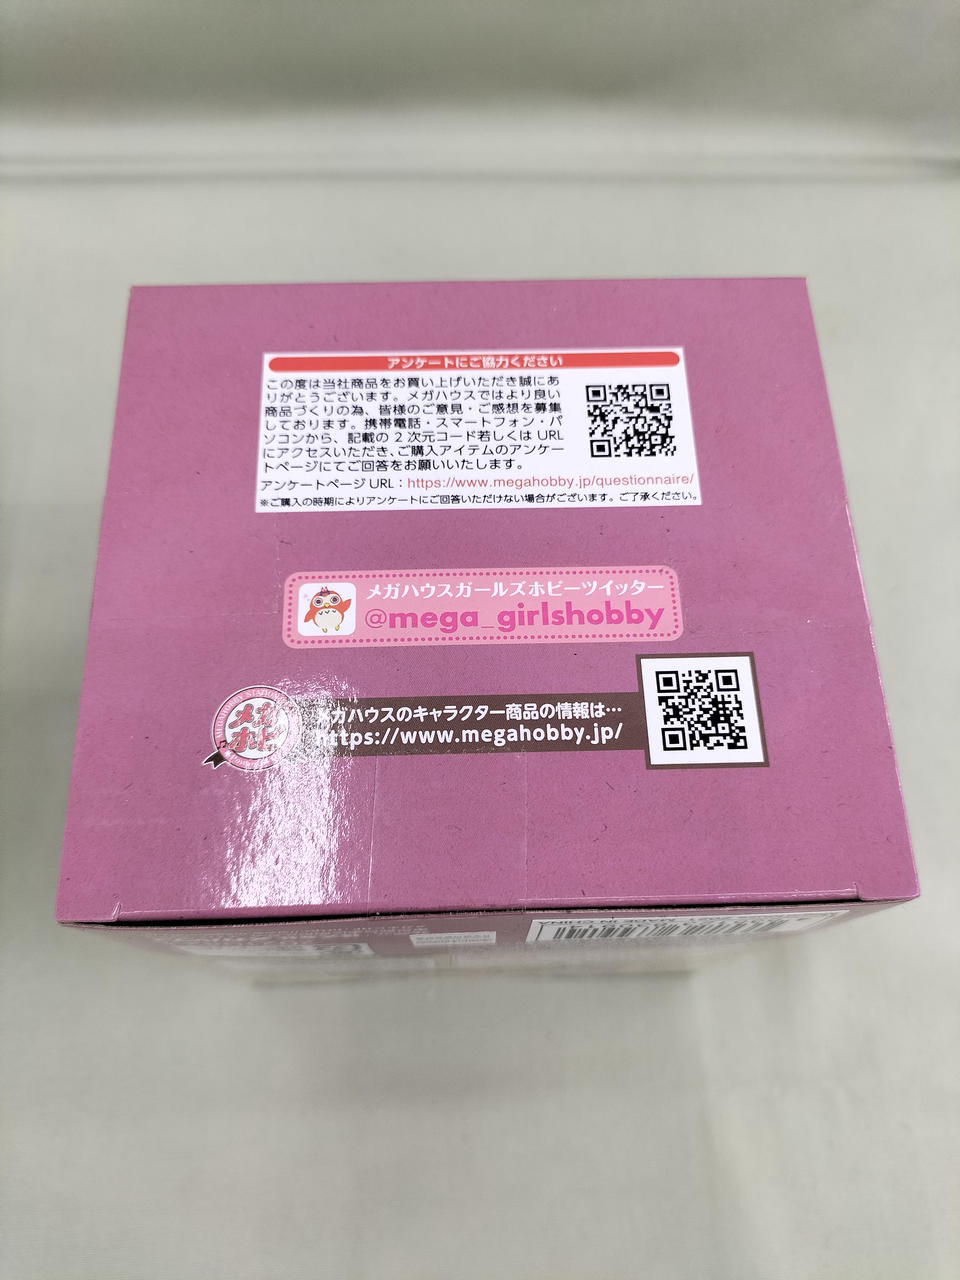 アンケートにご協力ください
この度は当社商品をお買い上げいただき誠にあ
りがとうございます。メガハウスではより良い
商品づくりの為、皆様のご意見・ご感想を募集
しております。携帯電話・スマートフォン・パ
ソコンから、記載の 2 次元コード若しくは URL
にアクセスいただき、ご購入アイテムのアンケー
トページにてご回答をお願いいたします。
アンケートページ URL：https://www.megahobby.jp/questionnaire/
※ご購入の時期によりアンケートにご回答いただけない場合がございます。ご了承ください。
メガハウスガールズホビーツイッター
@mega_girlshobby
MEGAHOBBY STATION
メガホビ
メガハウスのキャラクター商品の情報は…
https://www.megahobby.jp/